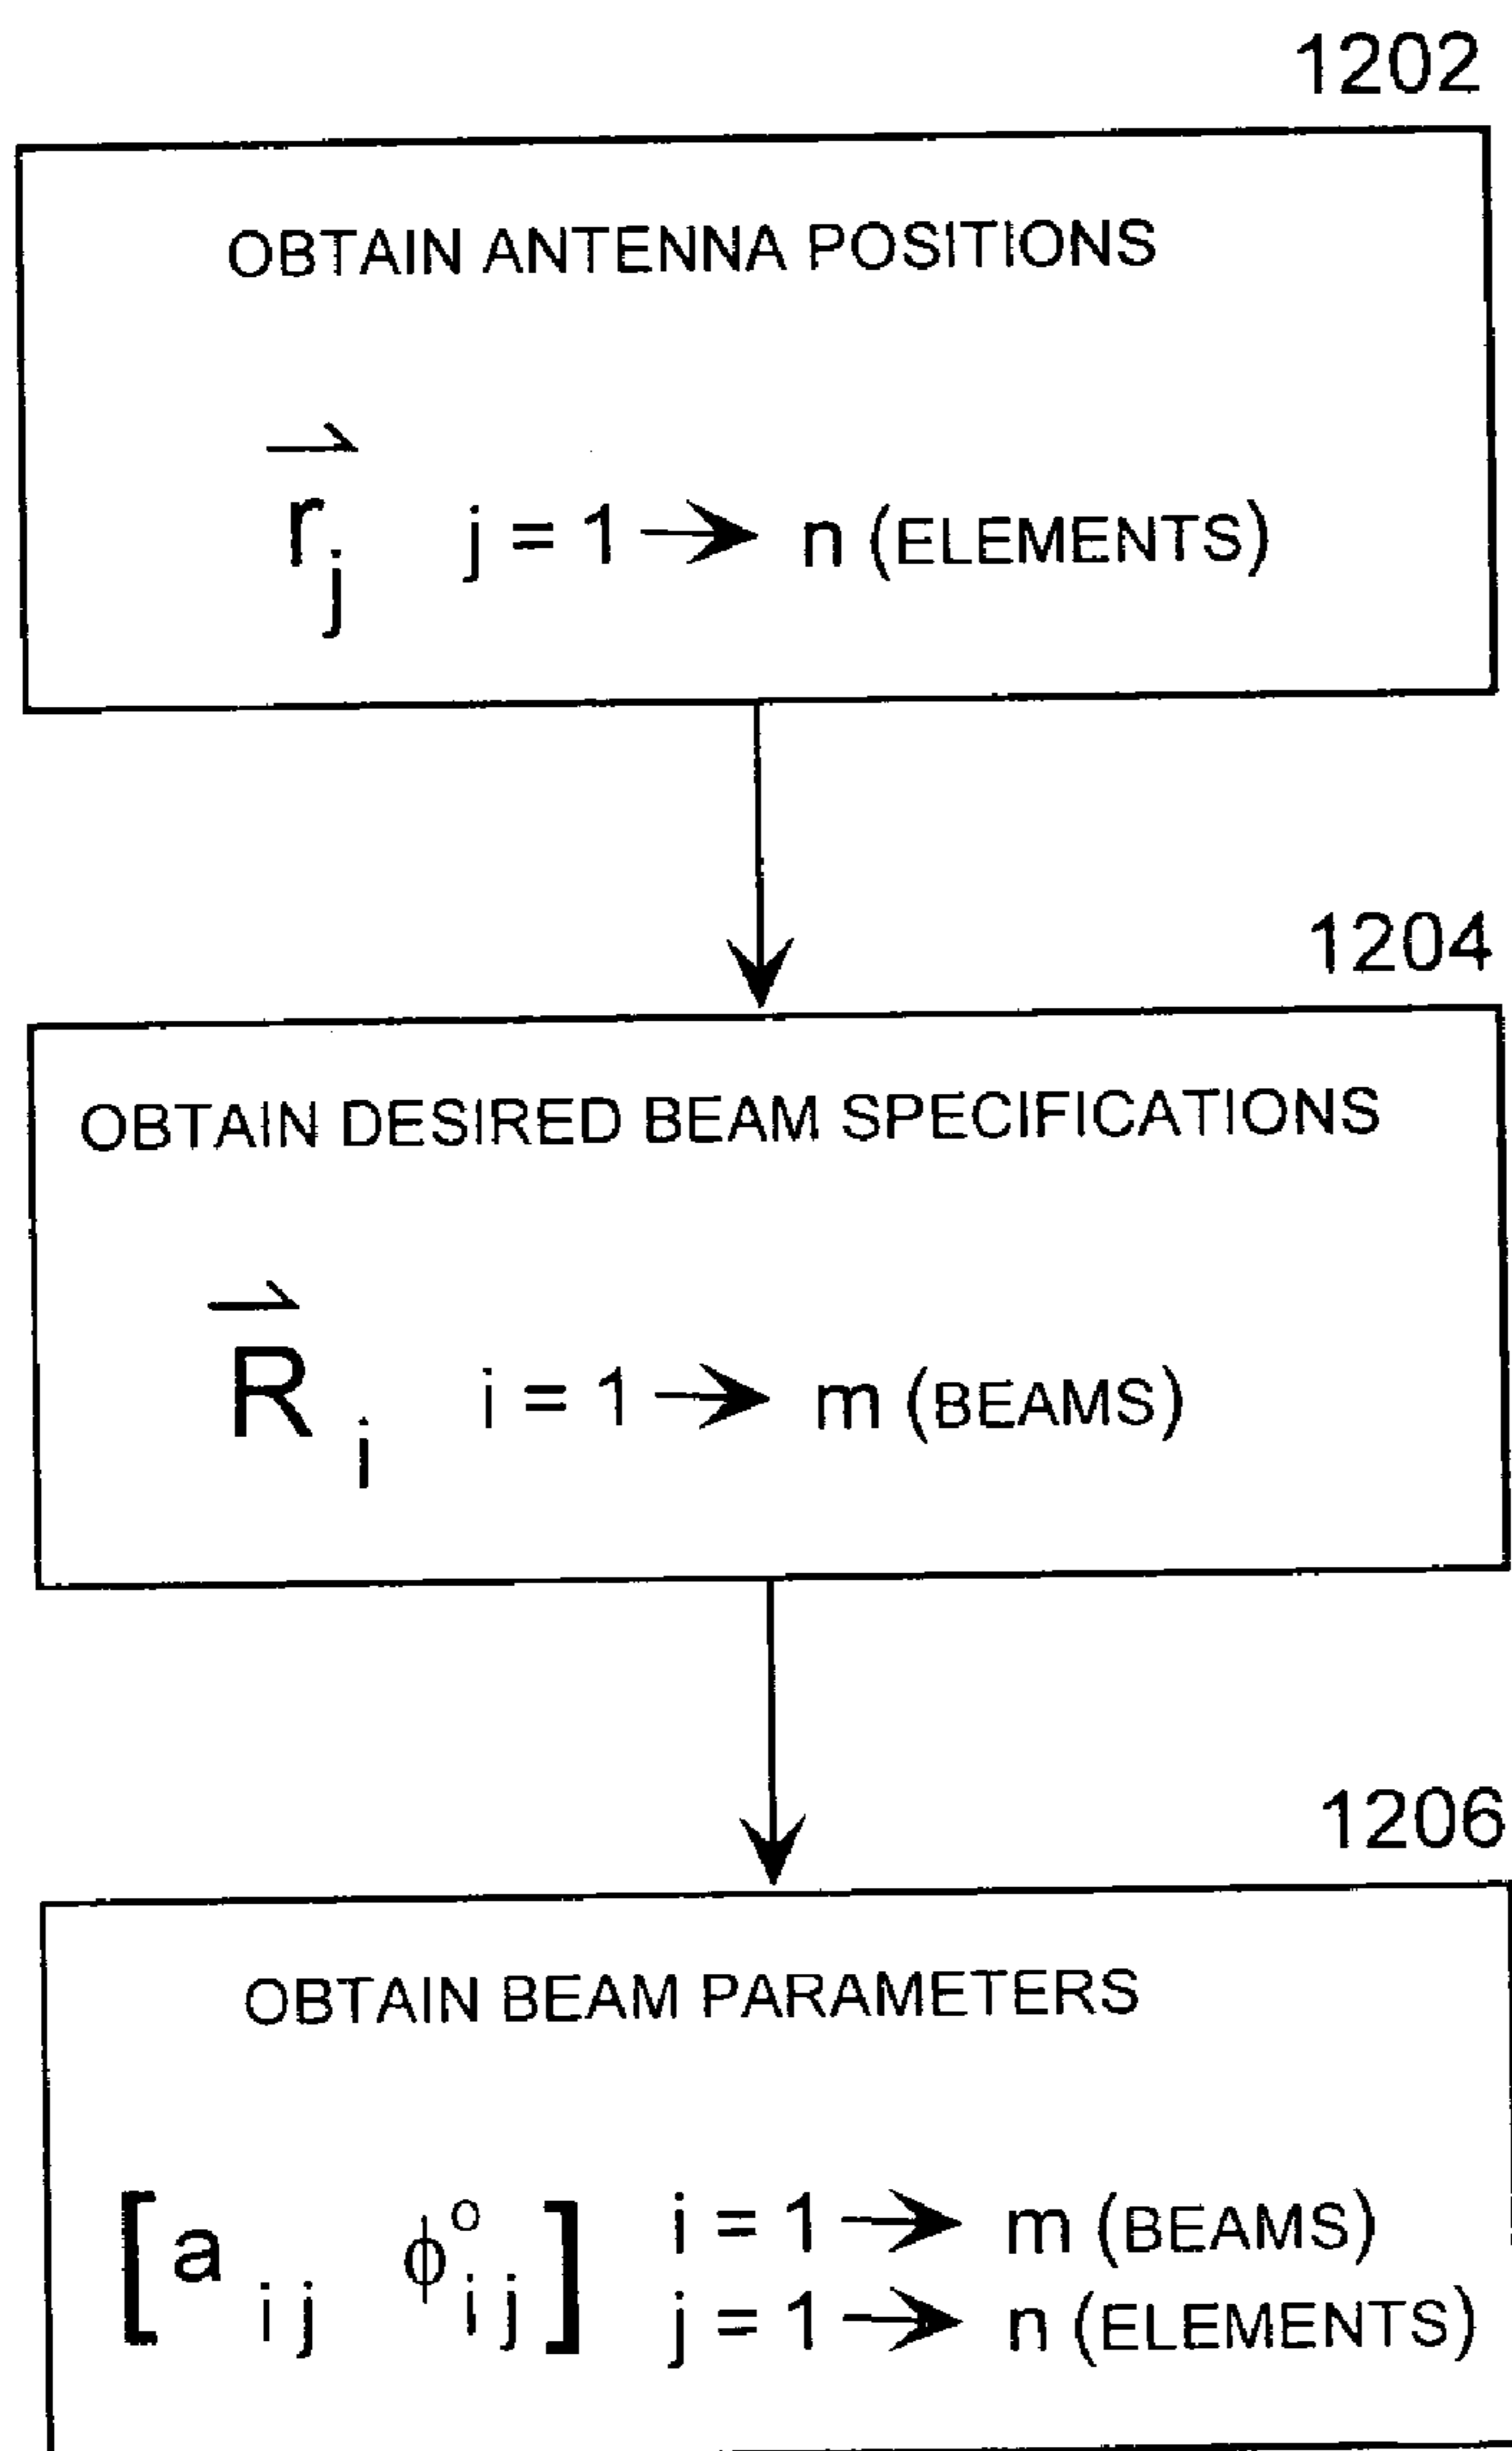 1202
OBTAIN ANTENNA POSITIONS
r⃗ j j = 1 → n (ELEMENTS)
1204
OBTAIN DESIRED BEAM SPECIFICATIONS
R⃗ i i = 1 → m (BEAMS)
1206
OBTAIN BEAM PARAMETERS
[a ij ϕ° ij] i = 1 → m (BEAMS)
j = 1 → n (ELEMENTS)